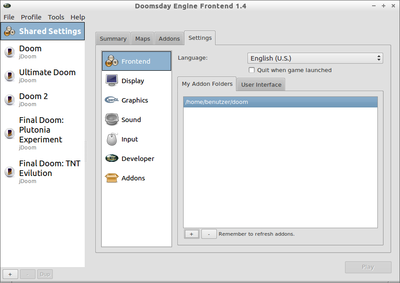 Doomsday Engine Frontend 1.4
File Profile Tools Help
Shared Settings
Doom
jDoom
Ultimate Doom
jDoom
Doom 2
jDoom
Final Doom:
Plutonia
Experiment
jDoom
Final Doom: TNT
Evilution
jDoom
Summary Maps Addons Settings
Frontend
Display
Graphics
Sound
Input
Developer
Addons
Language: English (U.S.)
Quit when game launched
My Addon Folders User Interface
/home/benutzer/doom
+ - Remember to refresh addons.
+
Play